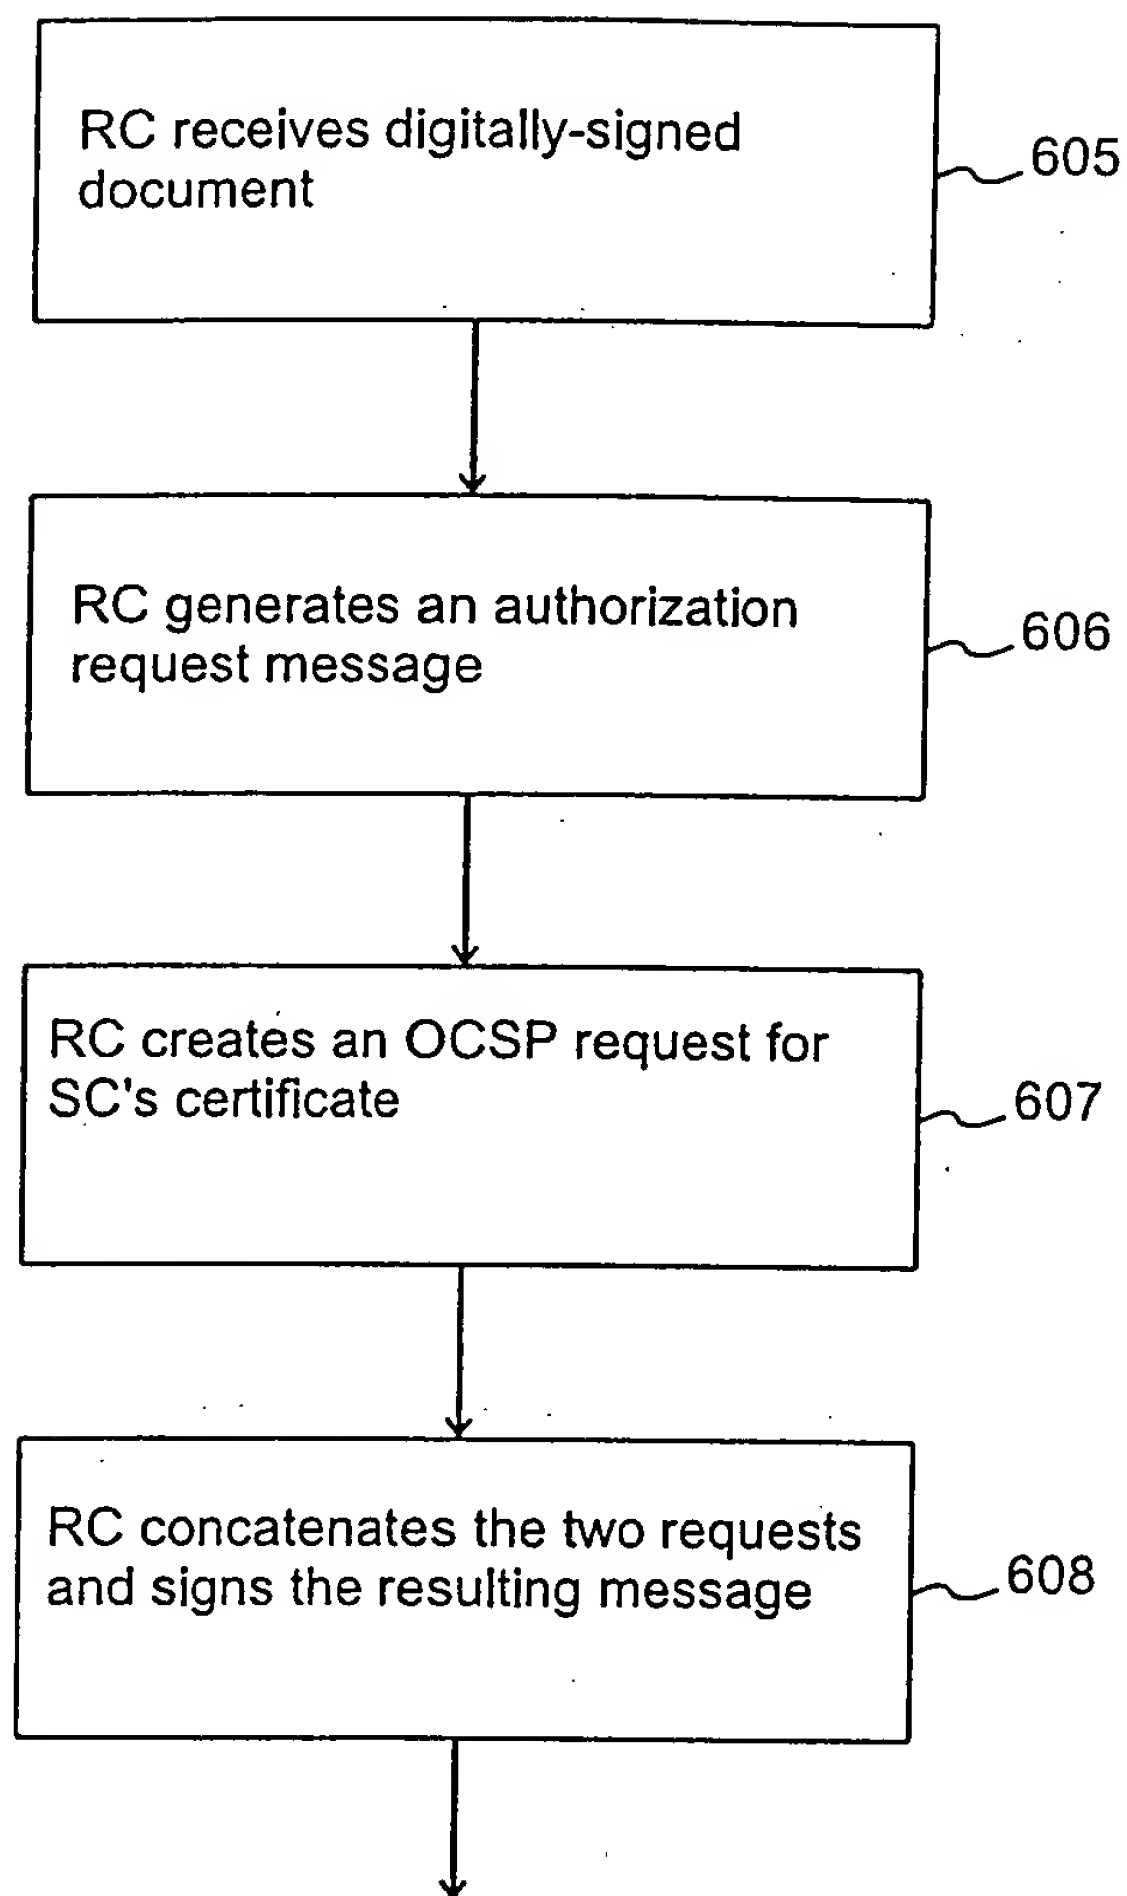 RC receives digitally-signed
document
605
RC generates an authorization
request message
606
RC creates an OCSP request for
SC's certificate
607
RC concatenates the two requests
and signs the resulting message
608